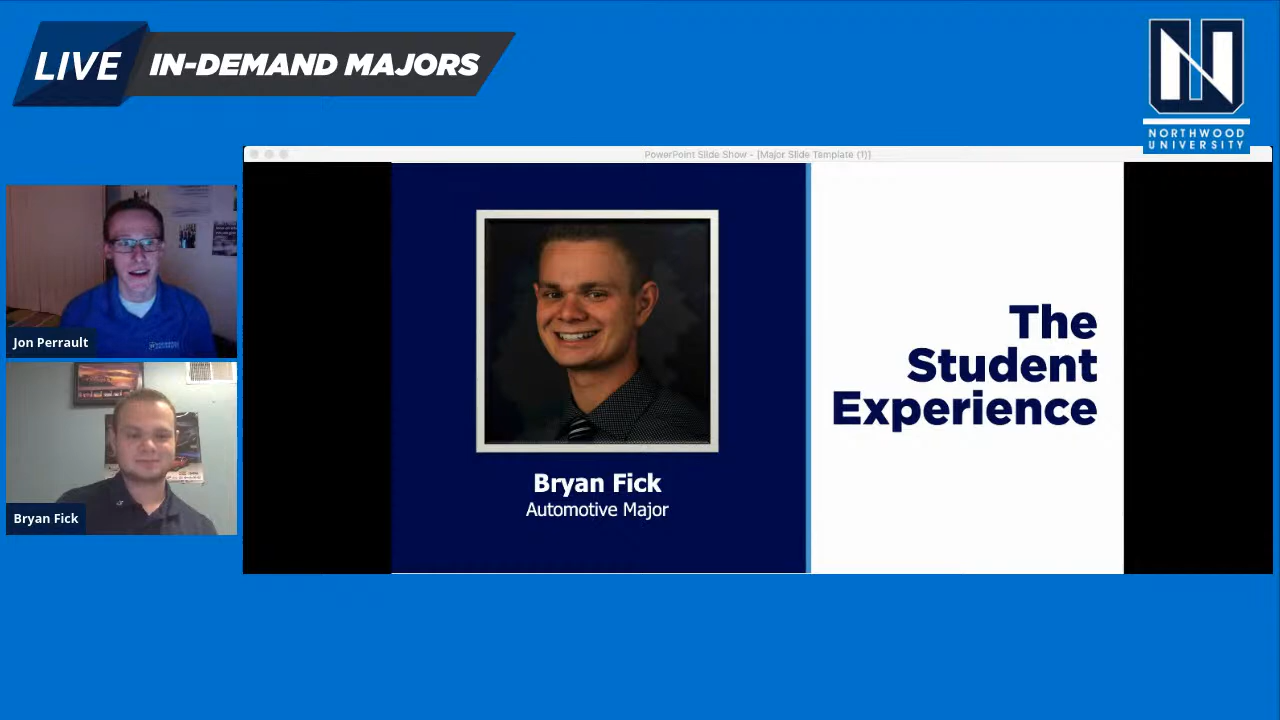 LIVE IN-DEMAND MAJORS
NORTHWOOD
UNIVERSITY
PowerPoint Slide Show - [Major Slide Template (1)]
Jon Perrault
Bryan Fick
Bryan Fick
Automotive Major
The
Student
Experience